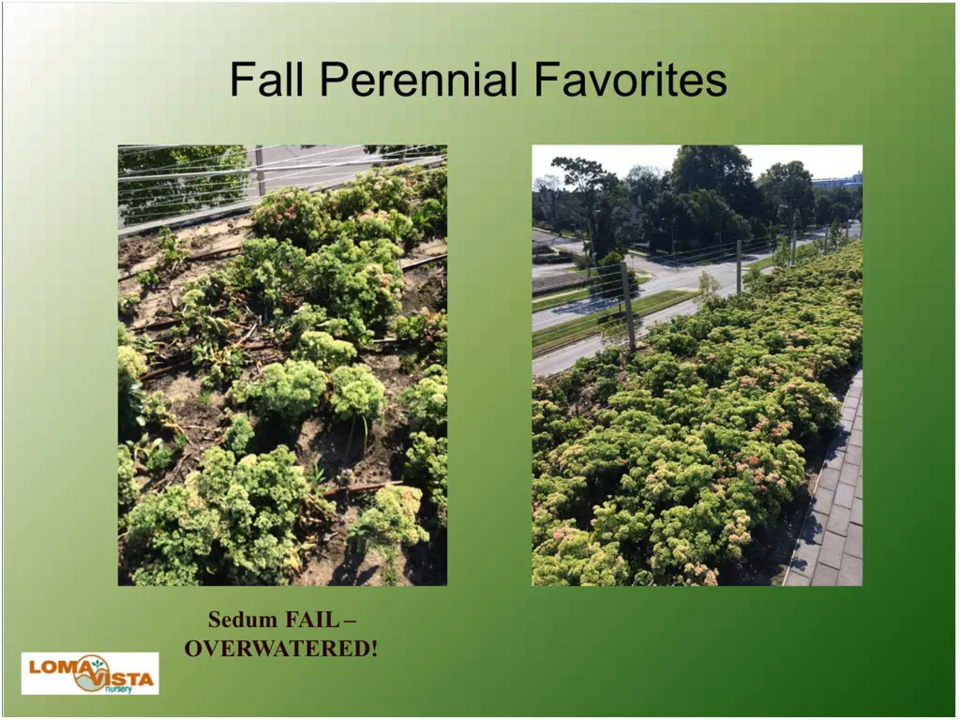 Fall Perennial Favorites
Sedum FAIL –
OVERWATERED!
LOMA VISTA
nursery